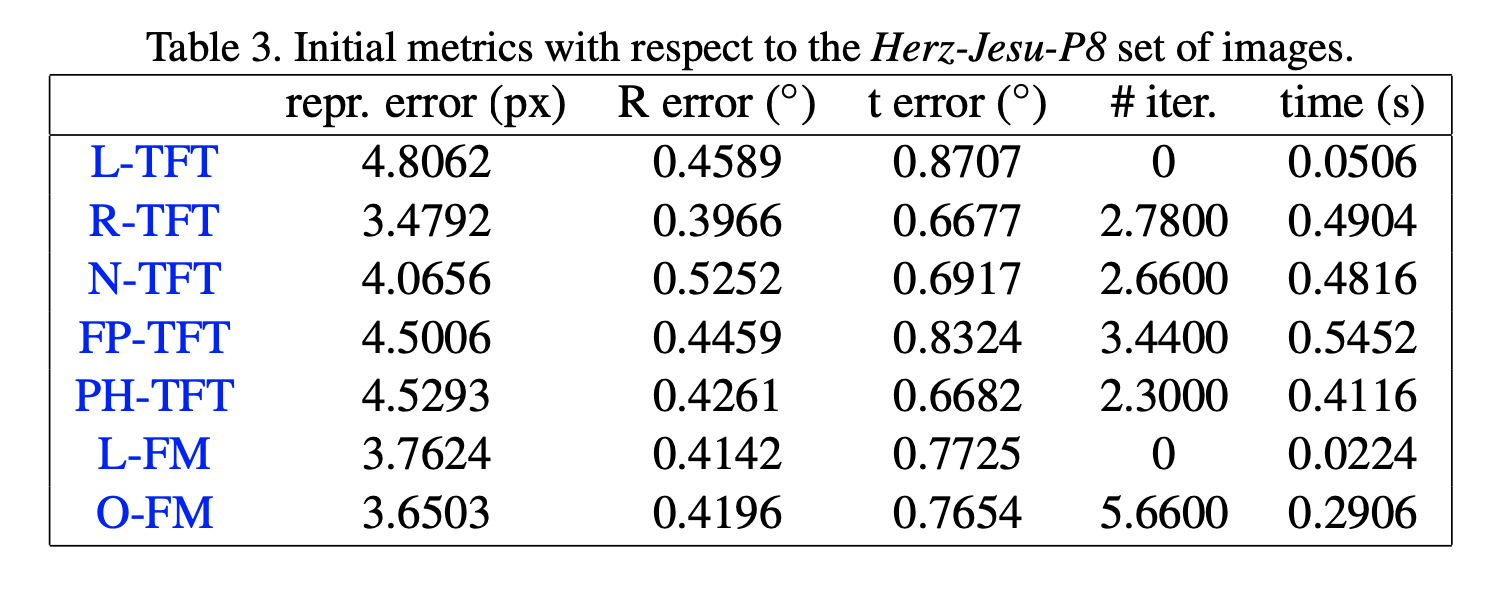 Table 3. Initial metrics with respect to the Herz-Jesu-P8 set of images.
repr. error (px) R error (°) t error (°) # iter. time (s)
L-TFT 4.8062 0.4589 0.8707 0 0.0506
R-TFT 3.4792 0.3966 0.6677 2.7800 0.4904
N-TFT 4.0656 0.5252 0.6917 2.6600 0.4816
FP-TFT 4.5006 0.4459 0.8324 3.4400 0.5452
PH-TFT 4.5293 0.4261 0.6682 2.3000 0.4116
L-FM 3.7624 0.4142 0.7725 0 0.0224
O-FM 3.6503 0.4196 0.7654 5.6600 0.2906